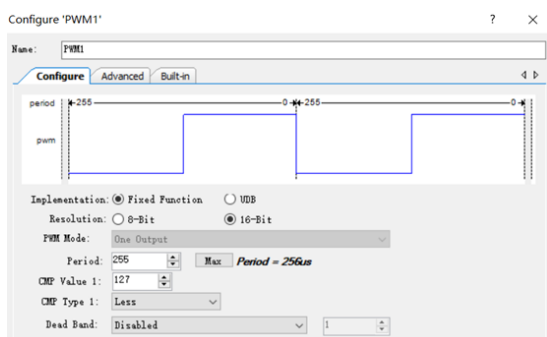 Configure 'PWM1' ? ×
Name: PWM1
Configure Advanced Built-in
period 255 0 255 0
pwm
Implementation: Fixed Function UDB
Resolution: 8-Bit 16-Bit
PWM Mode: One Output
Period: 255 Max Period = 256us
CMP Value 1: 127
CMP Type 1: Less
Dead Band: Disabled 1